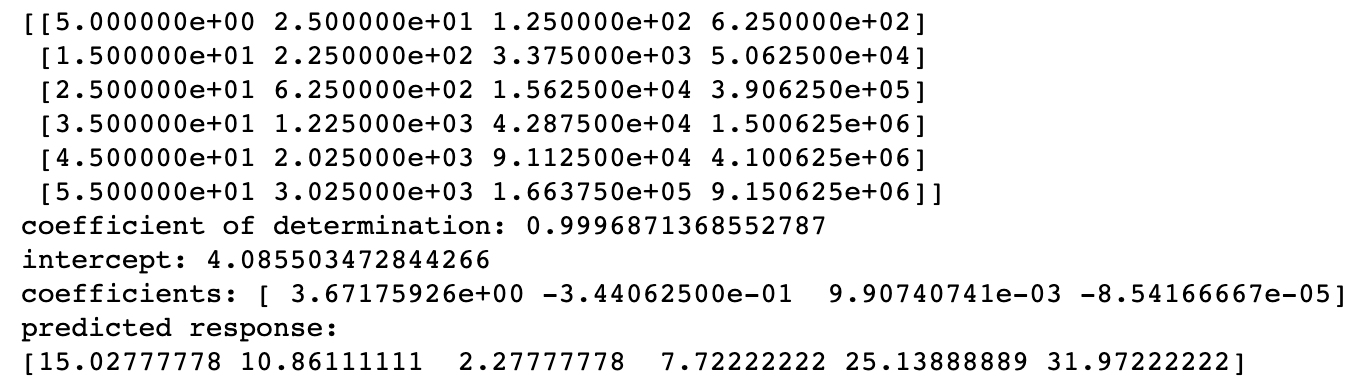 [[5.000000e+00 2.500000e+01 1.250000e+02 6.250000e+02]
 [1.500000e+01 2.250000e+02 3.375000e+03 5.062500e+04]
 [2.500000e+01 6.250000e+02 1.562500e+04 3.906250e+05]
 [3.500000e+01 1.225000e+03 4.287500e+04 1.500625e+06]
 [4.500000e+01 2.025000e+03 9.112500e+04 4.100625e+06]
 [5.500000e+01 3.025000e+03 1.663750e+05 9.150625e+06]]
coefficient of determination: 0.9996871368552787
intercept: 4.085503472844266
coefficients: [ 3.67175926e+00 -3.44062500e-01  9.90740741e-03 -8.54166667e-05]
predicted response:
[15.02777778 10.86111111  2.27777778  7.72222222 25.13888889 31.97222222]